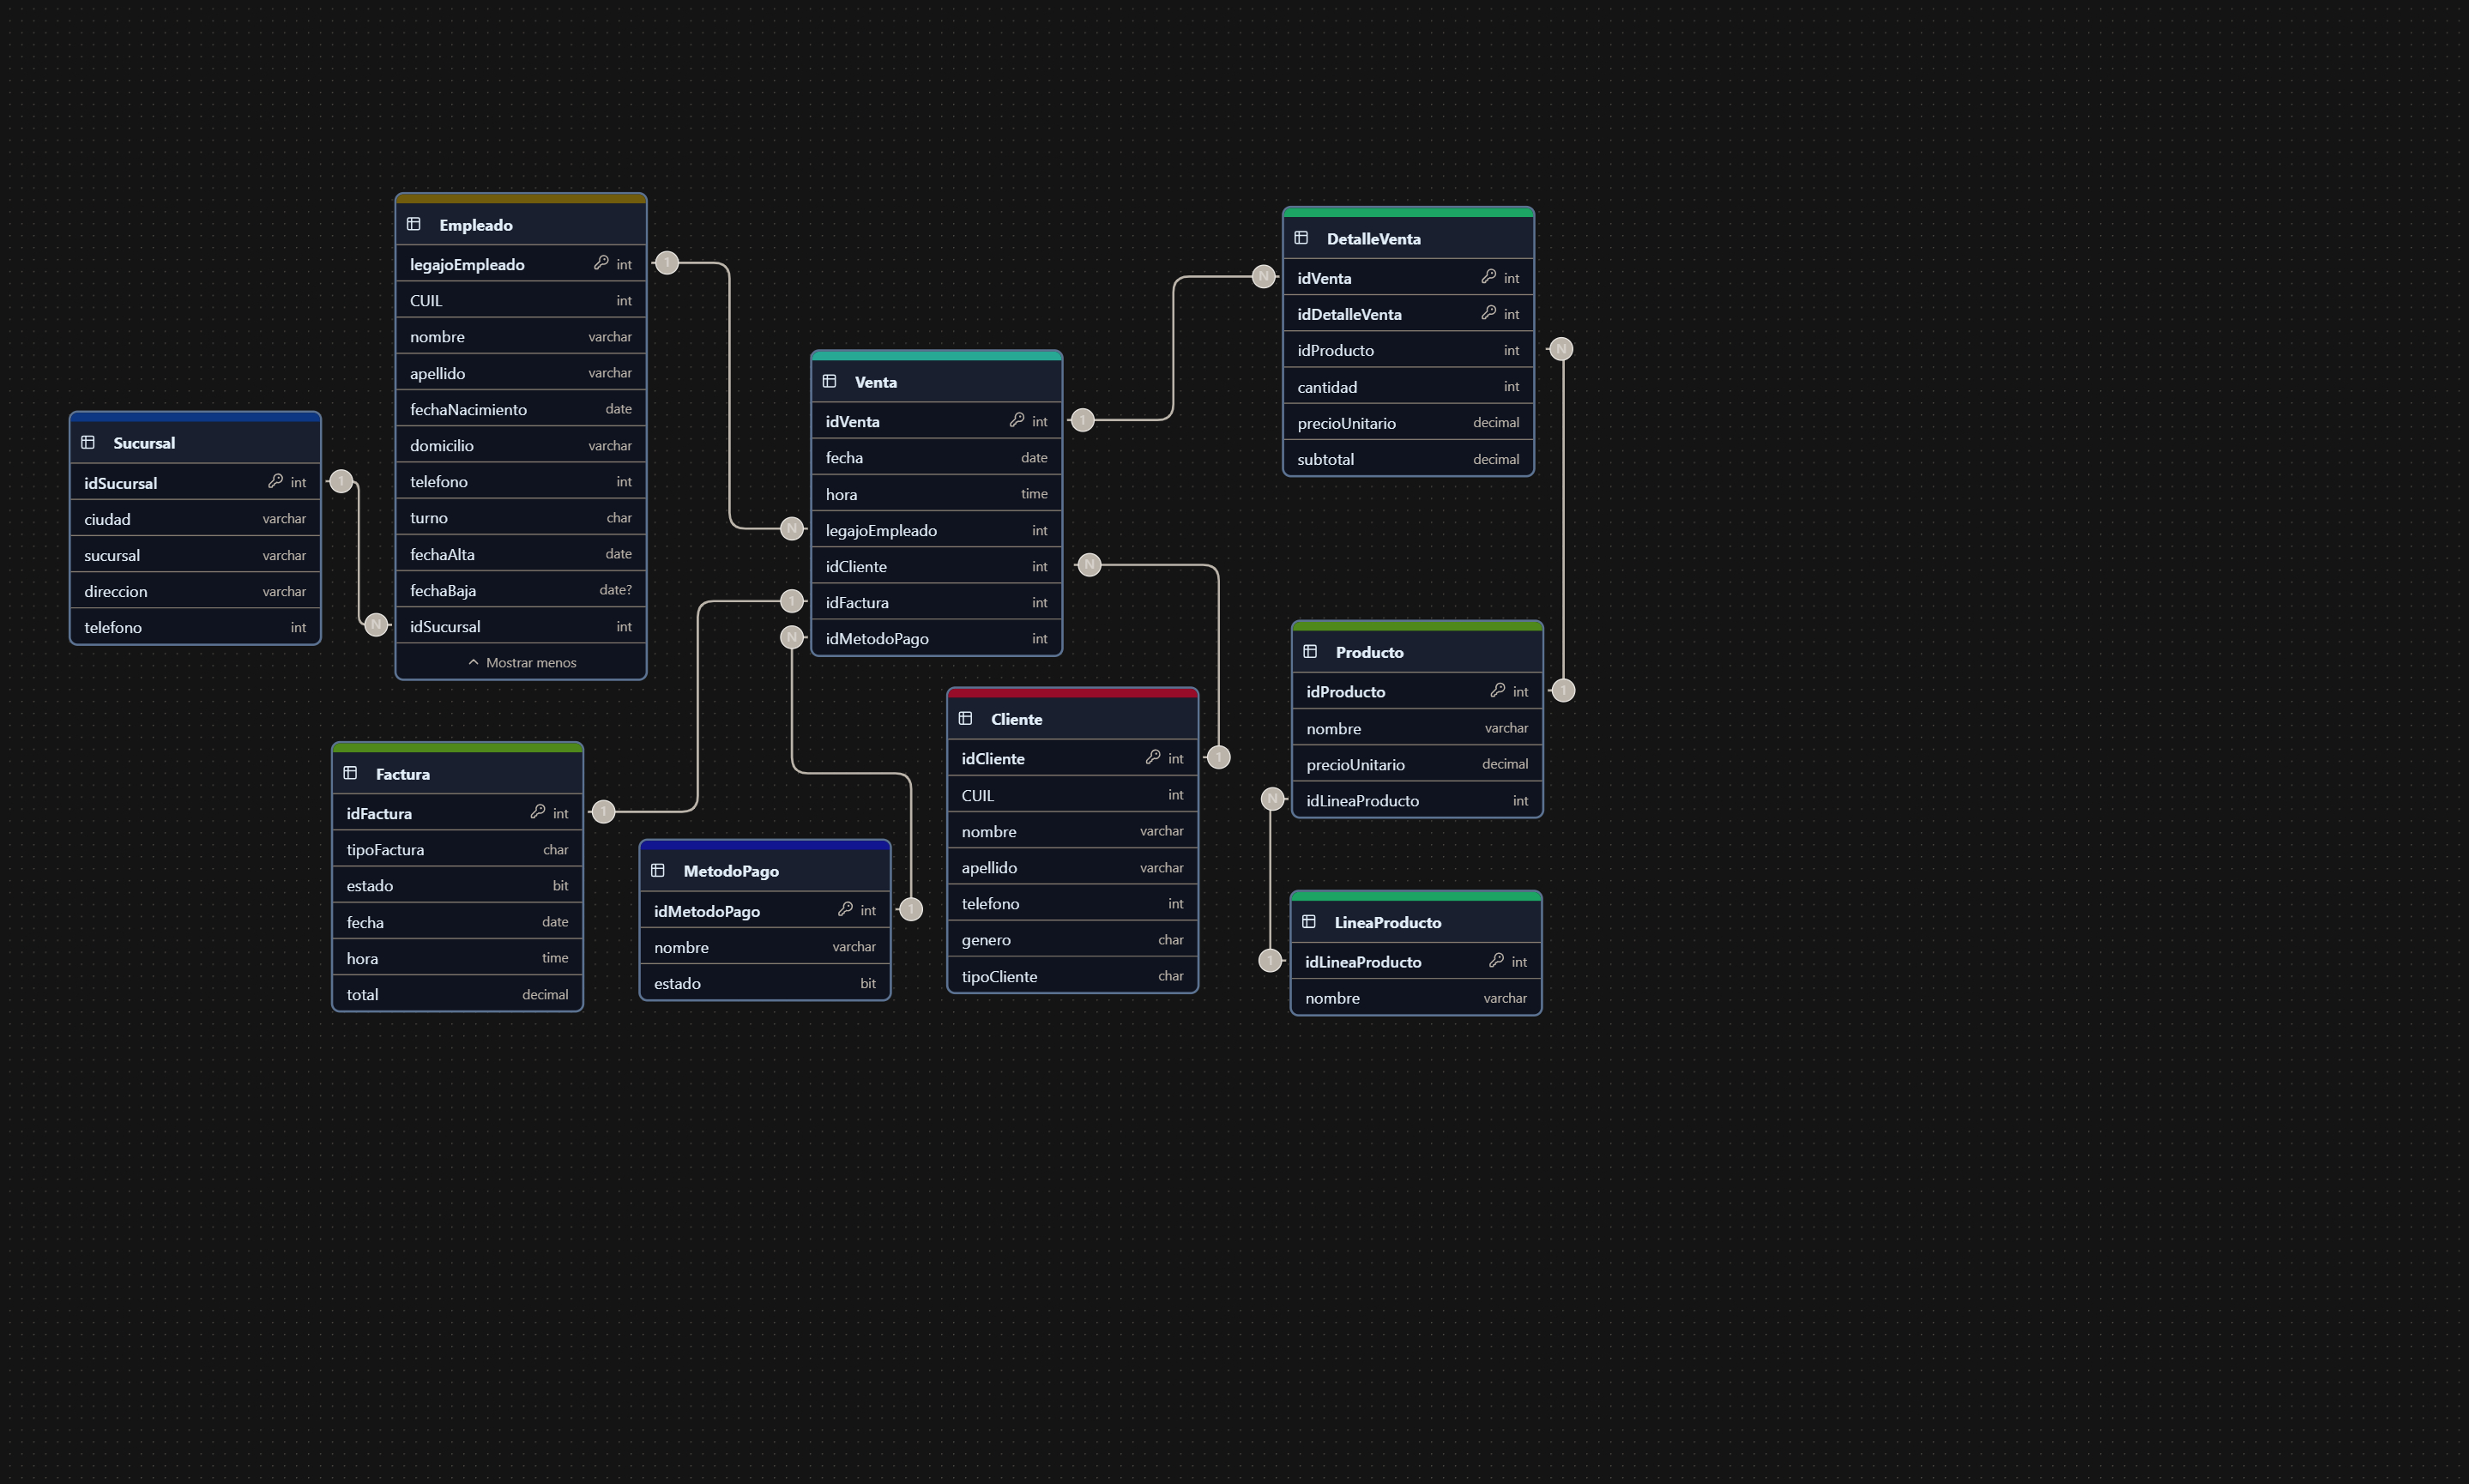 Empleado
legajoEmpleado int
CUIL int
nombre varchar
apellido varchar
fechaNacimiento date
domicilio varchar
telefono int
turno char
fechaAlta date
fechaBaja date?
idSucursal int
Mostrar menos
Sucursal
idSucursal int
ciudad varchar
sucursal varchar
direccion varchar
telefono int
1
N
1
N
Venta
idVenta int
fecha date
hora time
legajoEmpleado int
idCliente int
idFactura int
idMetodoPago int
1
N
1
N
N
1
DetalleVenta
idVenta int
idDetalleVenta int
idProducto int
cantidad int
precioUnitario decimal
subtotal decimal
N
1
Factura
idFactura int
tipoFactura char
estado bit
fecha date
hora time
total decimal
1
MetodoPago
idMetodoPago int
nombre varchar
estado bit
1
Cliente
idCliente int
CUIL int
nombre varchar
apellido varchar
telefono int
genero char
tipoCliente char
Producto
idProducto int
nombre varchar
precioUnitario decimal
idLineaProducto int
N
1
LineaProducto
idLineaProducto int
nombre varchar